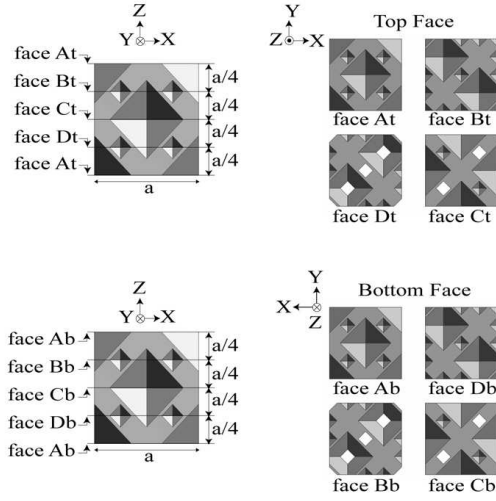 Z
Y X
face At
face Bt
face Ct
face Dt
face At
a/4
a/4
a/4
a/4
a
Y
Z X
Top Face
face At face Bt
face Dt face Ct
Z
Y X
face Ab
face Bb
face Cb
face Db
face Ab
a/4
a/4
a/4
a/4
a
Y
X
Z
Bottom Face
face Ab face Db
face Bb face Cb